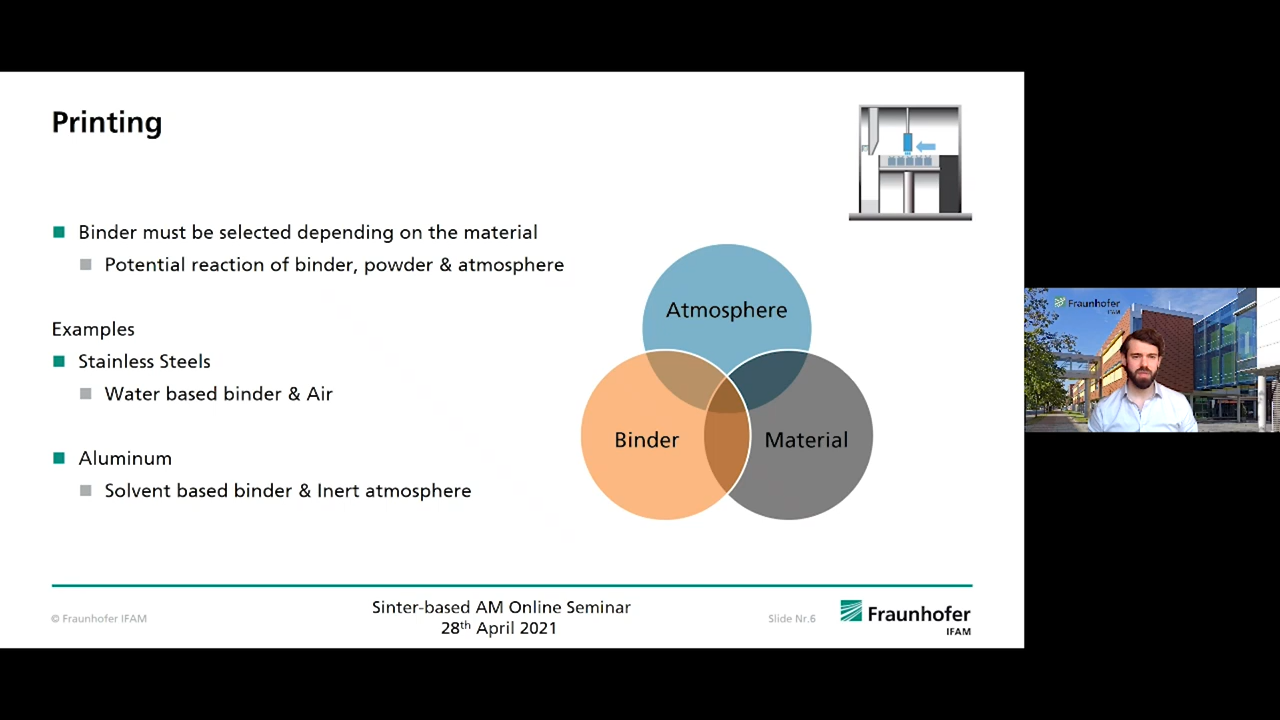 Printing
Binder must be selected depending on the material
Potential reaction of binder, powder & atmosphere
Examples
Stainless Steels
Water based binder & Air
Aluminum
Solvent based binder & Inert atmosphere
Atmosphere
Binder
Material
© Fraunhofer IFAM
Sinter-based AM Online Seminar
28th April 2021
Slide Nr.6
Fraunhofer
IFAM
Fraunhofer
IFAM